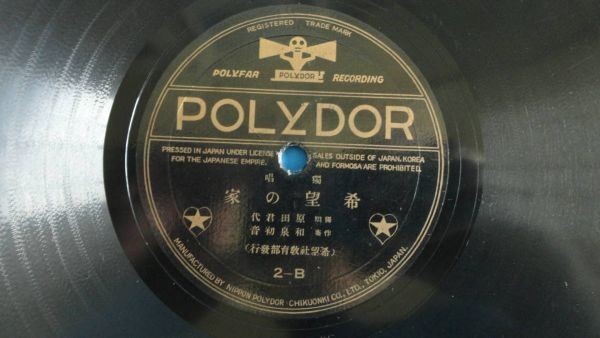 REGISTERED TRADE MARK
POLYFAR POLYDOR RECORDING
POLYDOR
PRESSED IN JAPAN UNDER LICENSE SALES OUTSIDE OF JAPAN, KOREA
FOR THE JAPANESE EMPIRE, AND FORMOSA ARE PROHIBITED.
獨唱
希望の家
獨唱 原田君代
和泉初音
(希望社敎育部發行)
2-B
MANUFACTURED BY NIPPON POLYDOR CHIKUONKI CO., LTD., TOKIO, JAPAN.